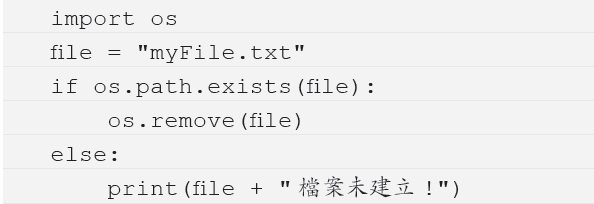 import os
file = "myFile.txt"
if os.path.exists(file):
    os.remove(file)
else:
    print(file + " 檔案未建立 !")